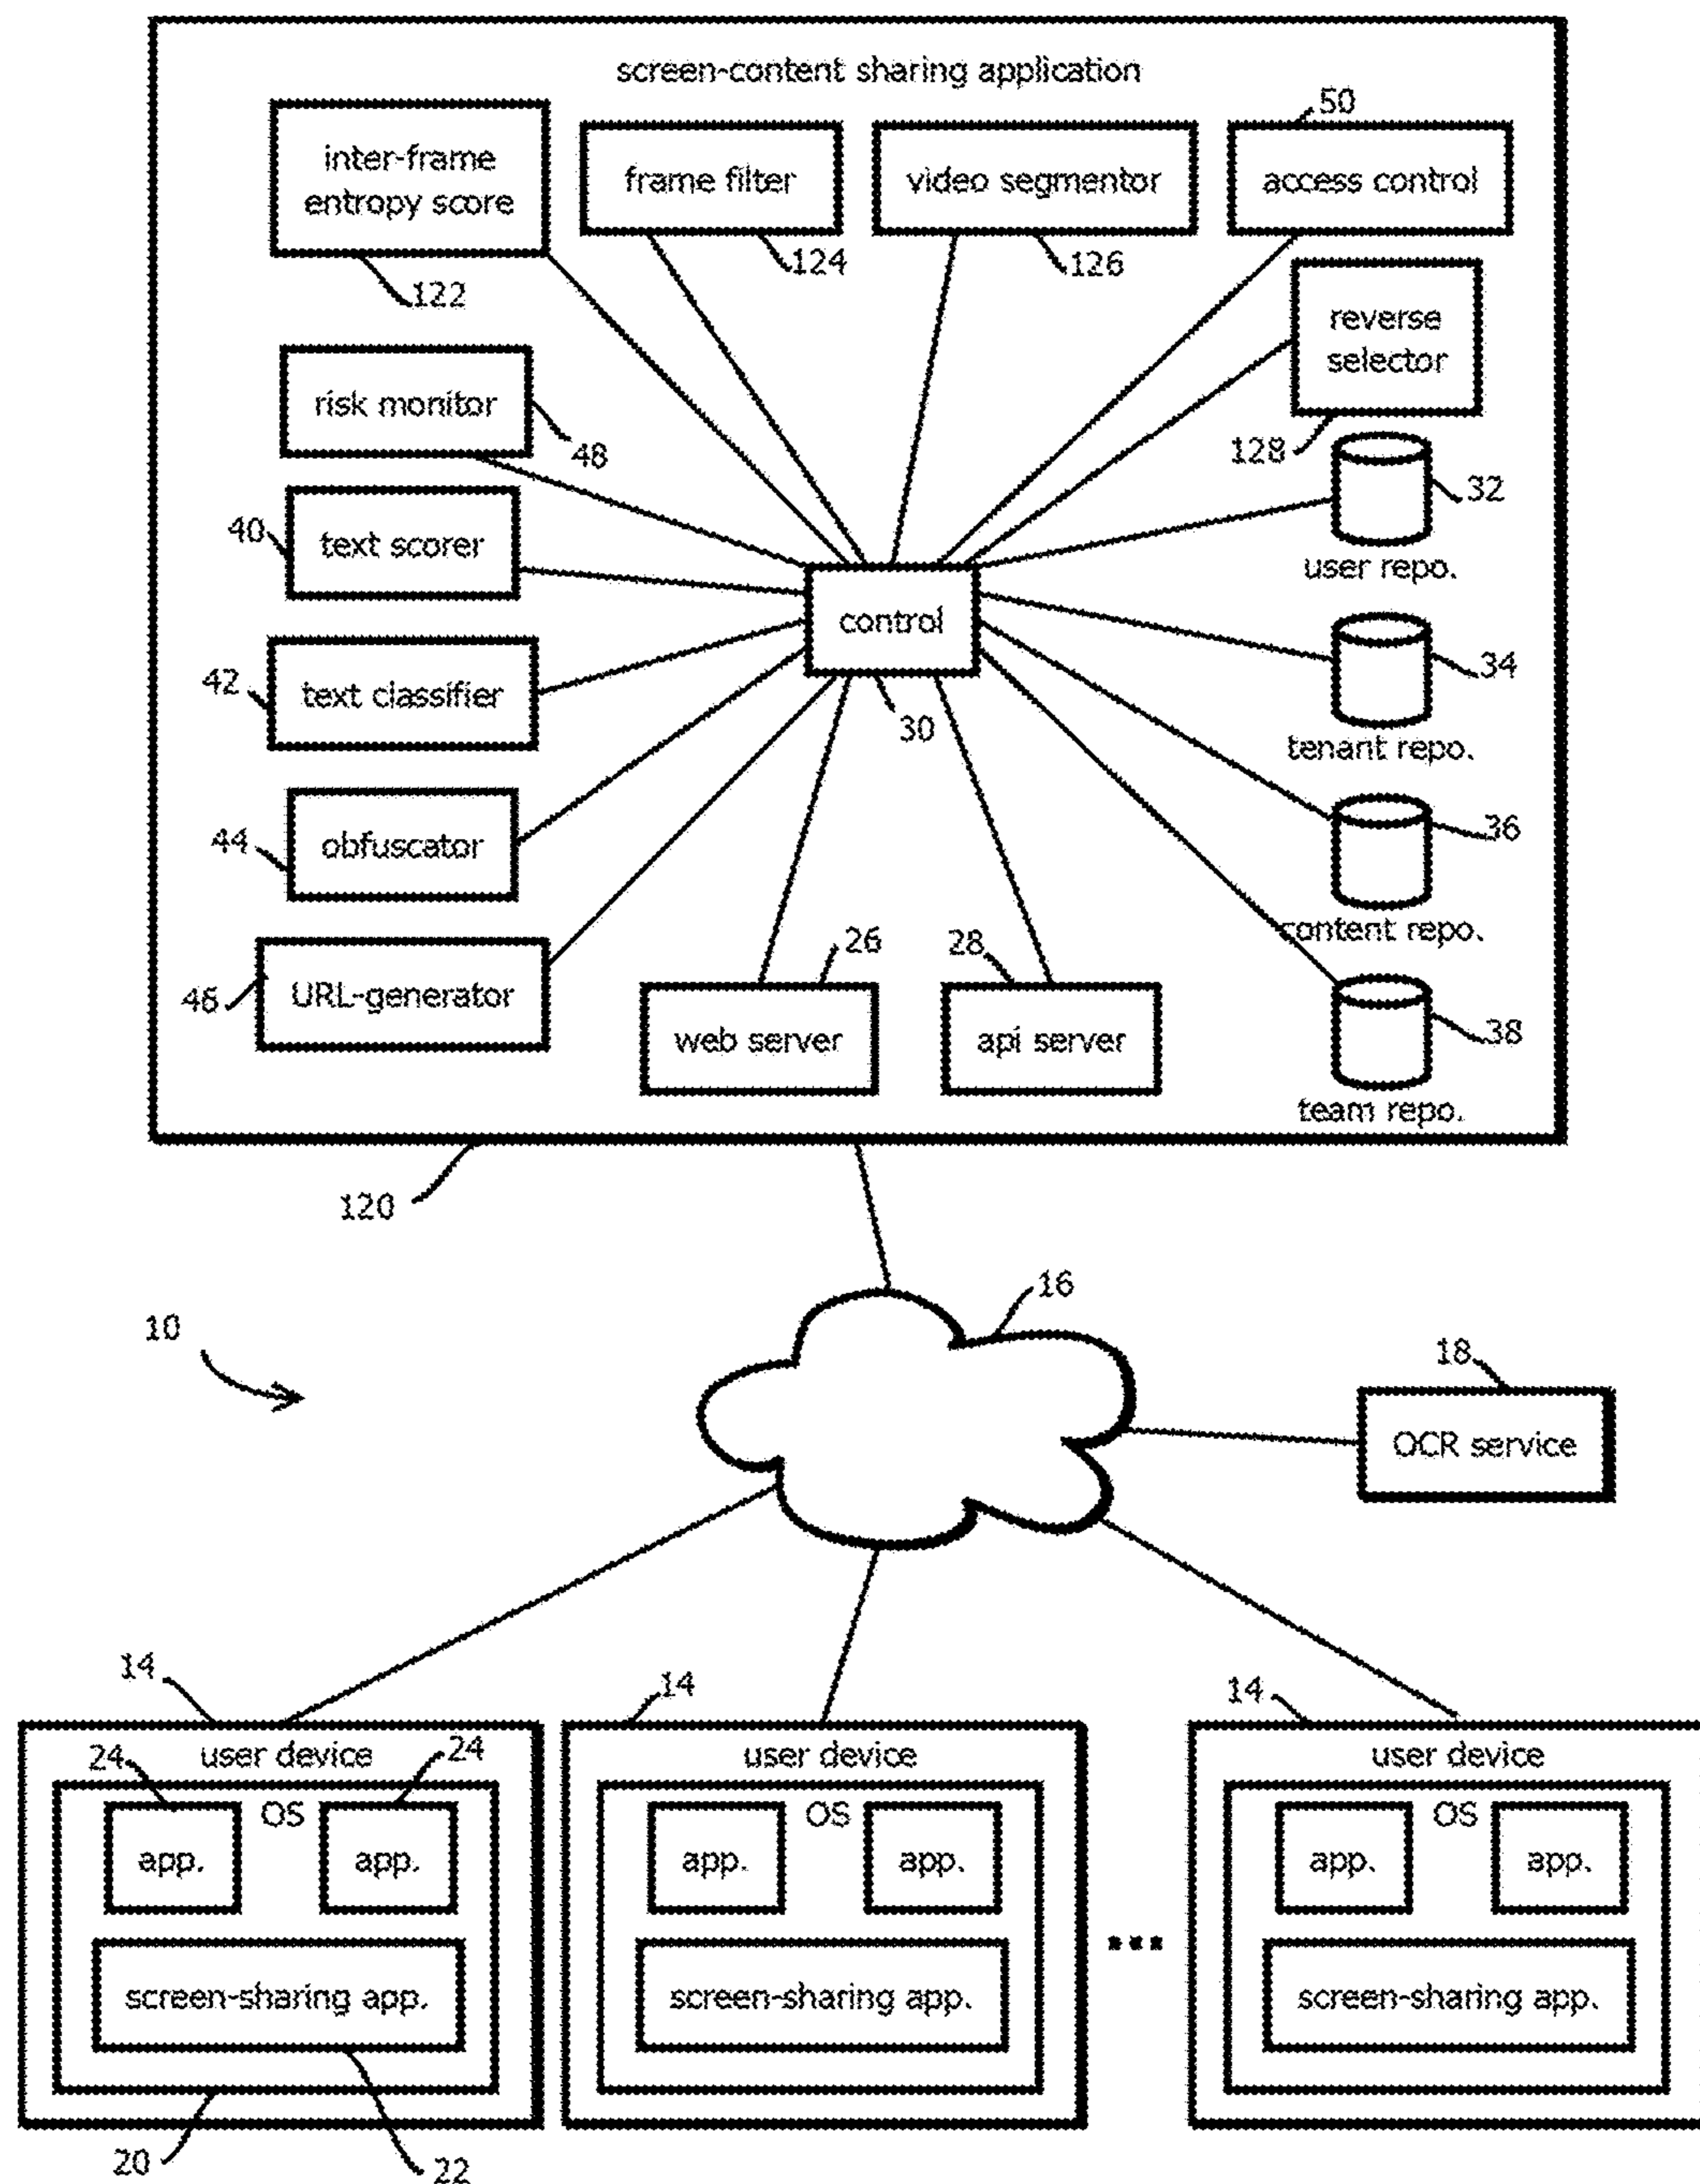 screen-content sharing application
50
inter-frame
entropy score
frame filter
video segmentor
access control
122
124
126
reverse
selector
128
risk monitor
48
32
user repo.
40
text scorer
control
30
34
tenant repo.
42
text classifier
44
obfuscator
36
content repo.
46
URL-generator
26
web server
28
api server
38
team repo.
120
16
10
18
OCR service
14
14
14
user device
24
24
OS
app.
app.
screen-sharing app.
20
22
user device
OS
app.
app.
screen-sharing app.
...
user device
OS
app.
app.
screen-sharing app.